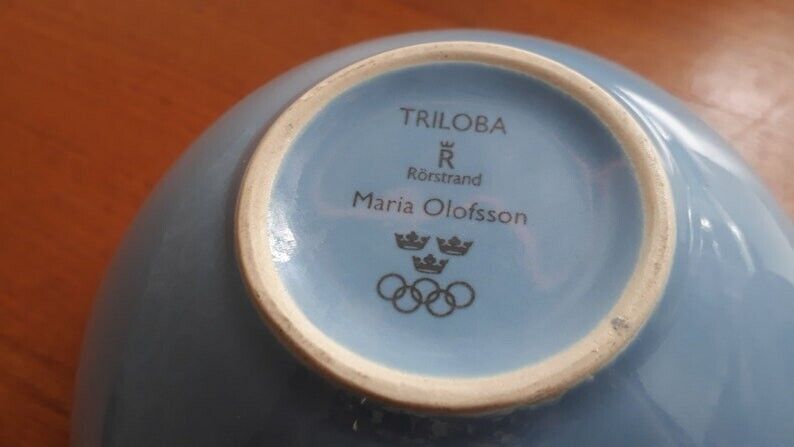 TRILOBA
R
Rörstrand
Maria Olofsson